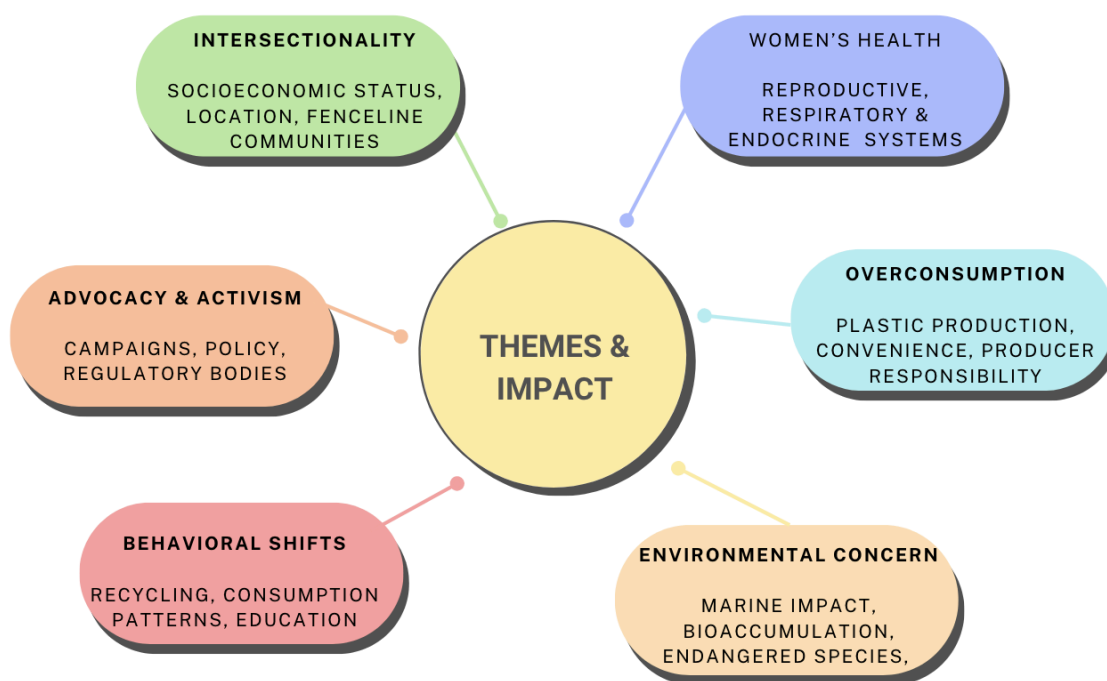 INTERSECTIONALITY
SOCIOECONOMIC STATUS,
LOCATION, FENCELINE
COMMUNITIES
WOMEN’S HEALTH
REPRODUCTIVE,
RESPIRATORY &
ENDOCRINE SYSTEMS
ADVOCACY & ACTIVISM
CAMPAIGNS, POLICY,
REGULATORY BODIES
THEMES &
IMPACT
OVERCONSUMPTION
PLASTIC PRODUCTION,
CONVENIENCE, PRODUCER
RESPONSIBILITY
BEHAVIORAL SHIFTS
RECYCLING, CONSUMPTION
PATTERNS, EDUCATION
ENVIRONMENTAL CONCERN
MARINE IMPACT,
BIOACCUMULATION,
ENDANGERED SPECIES,